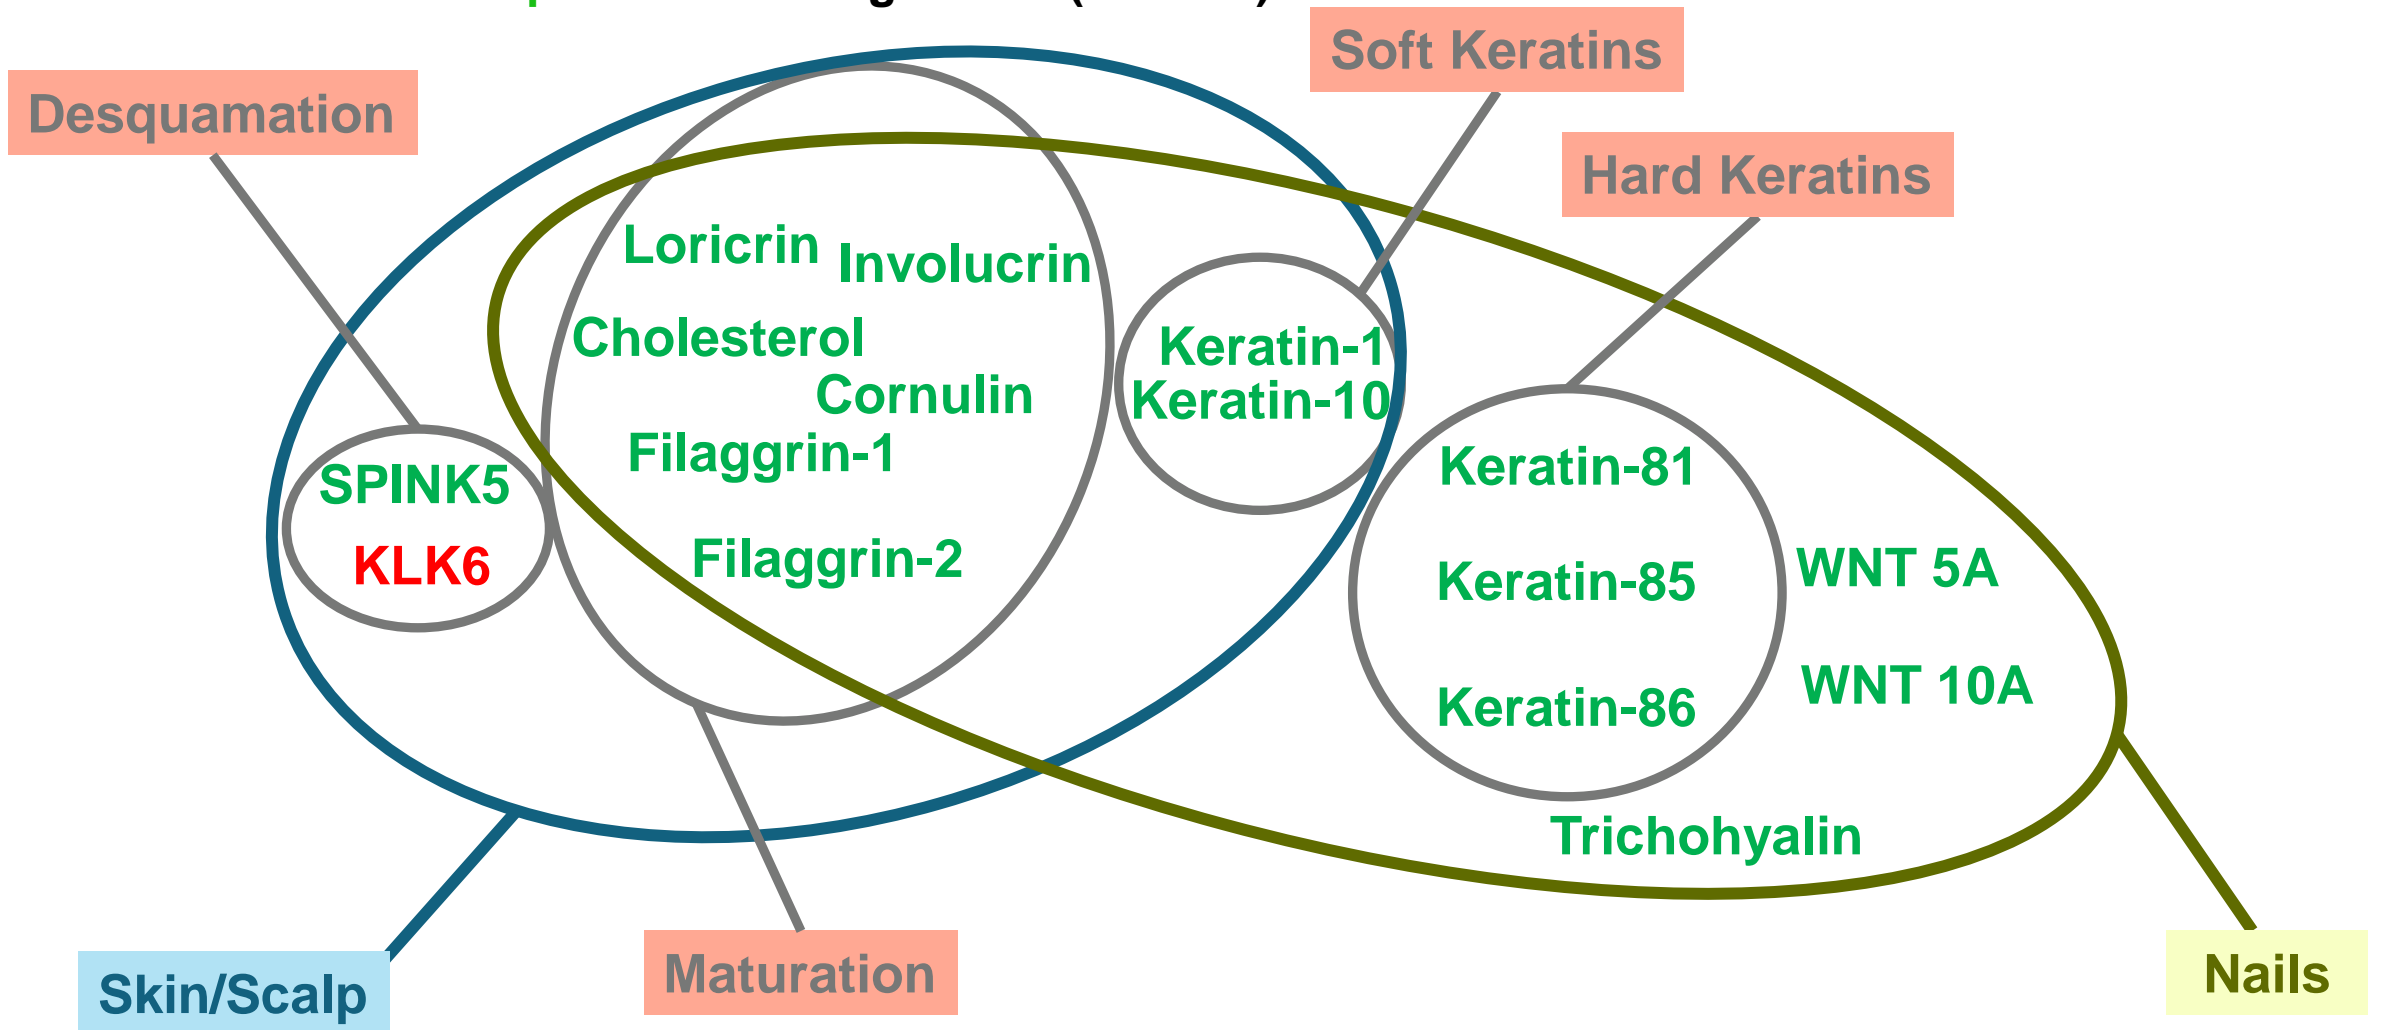 Soft Keratins
Desquamation
Hard Keratins
Loricrin
Involucrin
Cholesterol
Keratin-1
Cornulin
Keratin-10
Filaggrin-1
Keratin-81
SPINK5
KLK6
Filaggrin-2
WNT 5A
Keratin-85
WNT 10A
Keratin-86
Trichohyalin
Maturation
Skin/Scalp
Nails